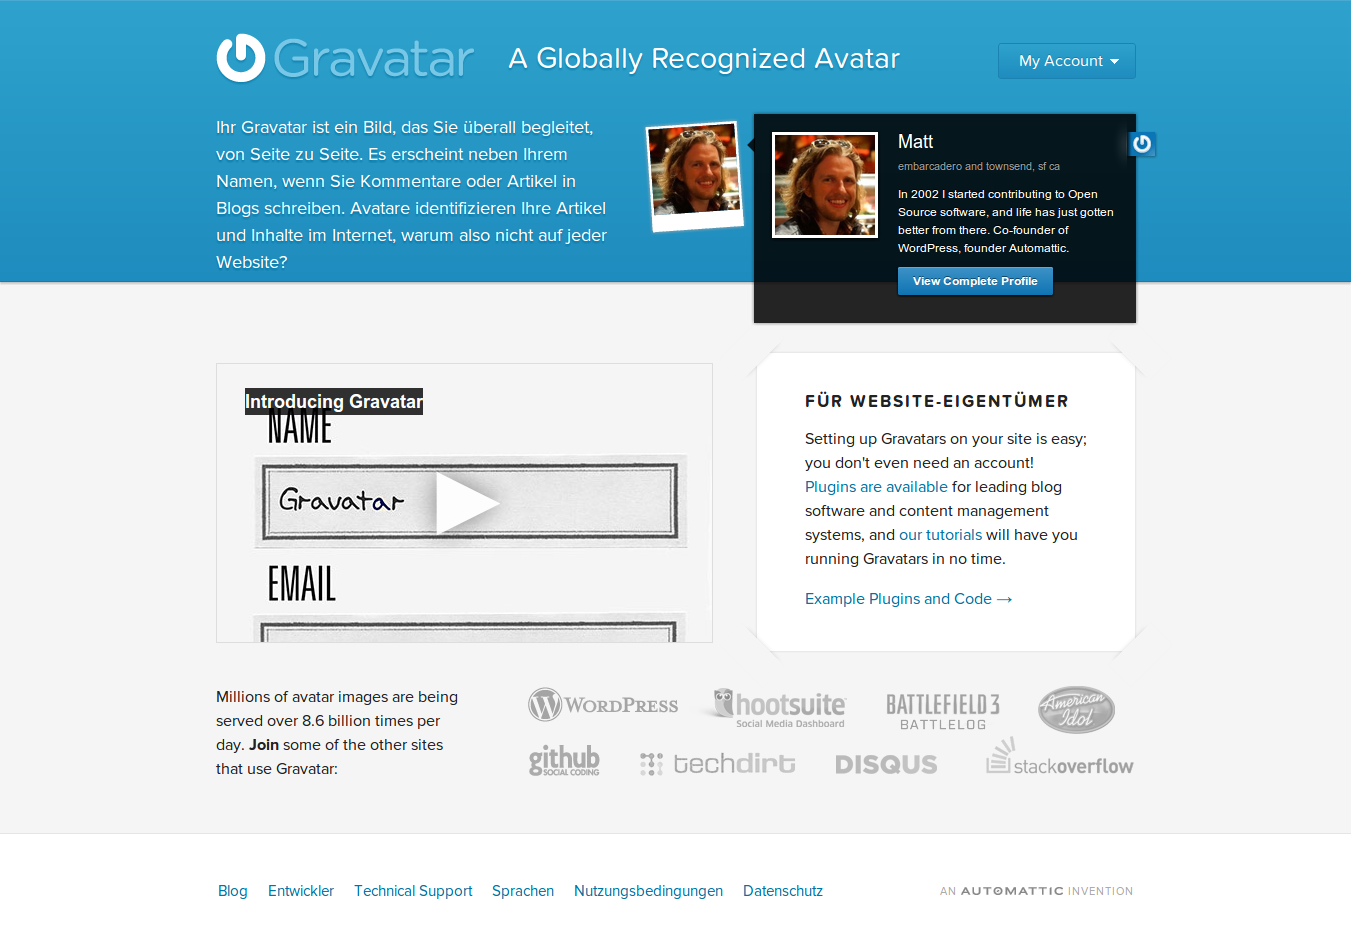 Gravatar
A Globally Recognized Avatar
My Account
Ihr Gravatar ist ein Bild, das Sie überall begleitet,
von Seite zu Seite. Es erscheint neben Ihrem
Namen, wenn Sie Kommentare oder Artikel in
Blogs schreiben. Avatare identifizieren Ihre Artikel
und Inhalte im Internet, warum also nicht auf jeder
Website?
Matt
embarcadero and townsend, sf ca
In 2002 I started contributing to Open
Source software, and life has just gotten
better from there. Co-founder of
WordPress, founder Automattic.
View Complete Profile
Introducing Gravatar
NAME
Gravatar
EMAIL
FÜR WEBSITE-EIGENTÜMER
Setting up Gravatars on your site is easy;
you don't even need an account!
Plugins are available for leading blog
software and content management
systems, and our tutorials will have you
running Gravatars in no time.
Example Plugins and Code →
Millions of avatar images are being
served over 8.6 billion times per
day. Join some of the other sites
that use Gravatar:
WORDPRESS
hootsuite
Social Media Dashboard
BATTLEFIELD 3
BATTLELOG
American
Idol
github
SOCIAL CODING
techdirt
DISQUS
stackoverflow
Blog
Entwickler
Technical Support
Sprachen
Nutzungsbedingungen
Datenschutz
AN AUTOMATTIC INVENTION